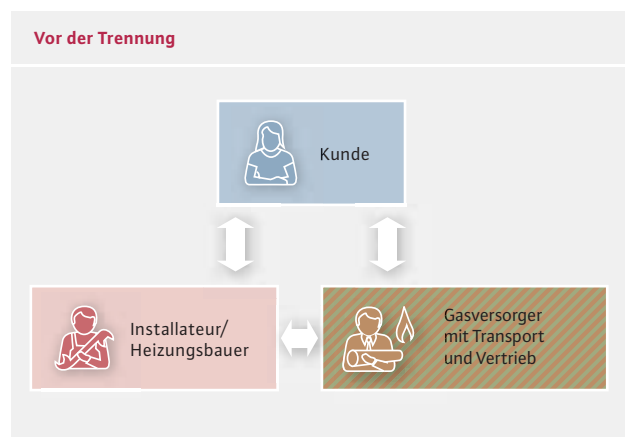 Vor der Trennung
Kunde
Installateur/
Heizungsbauer
Gasversorger
mit Transport
und Vertrieb